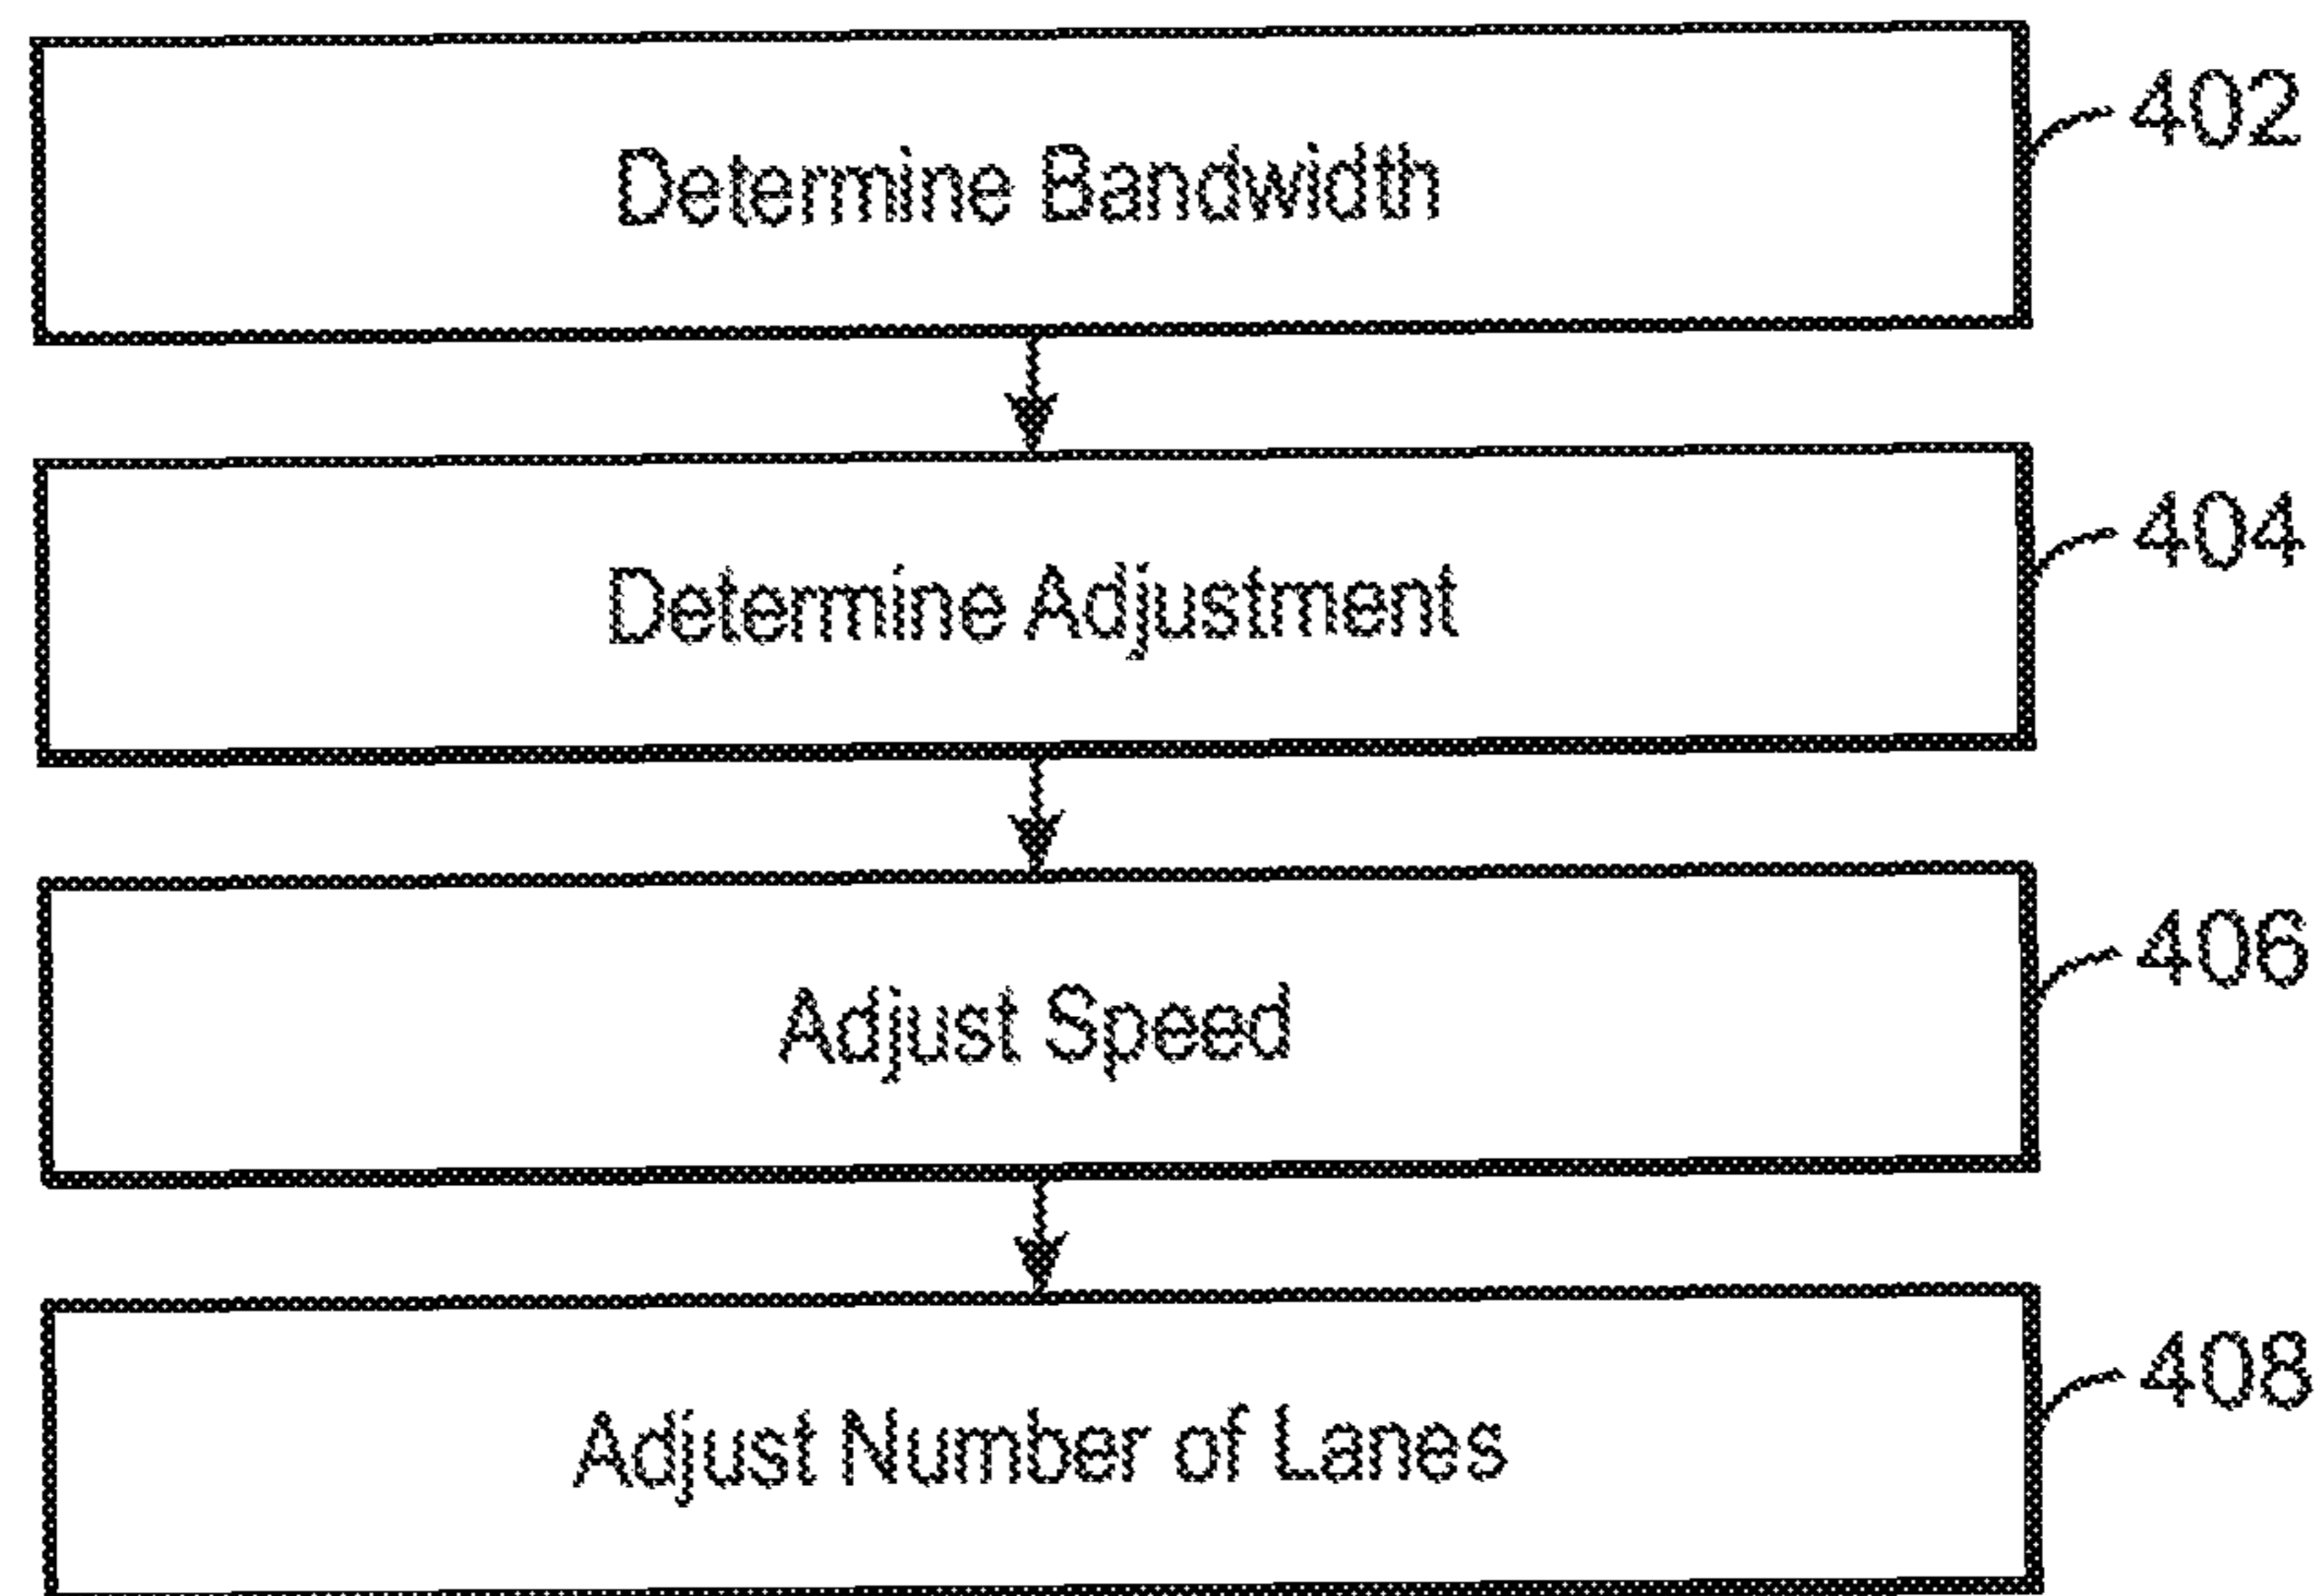 Determine Bandwidth
402
Determine Adjustment
404
Adjust Speed
406
Adjust Number of Lanes
408